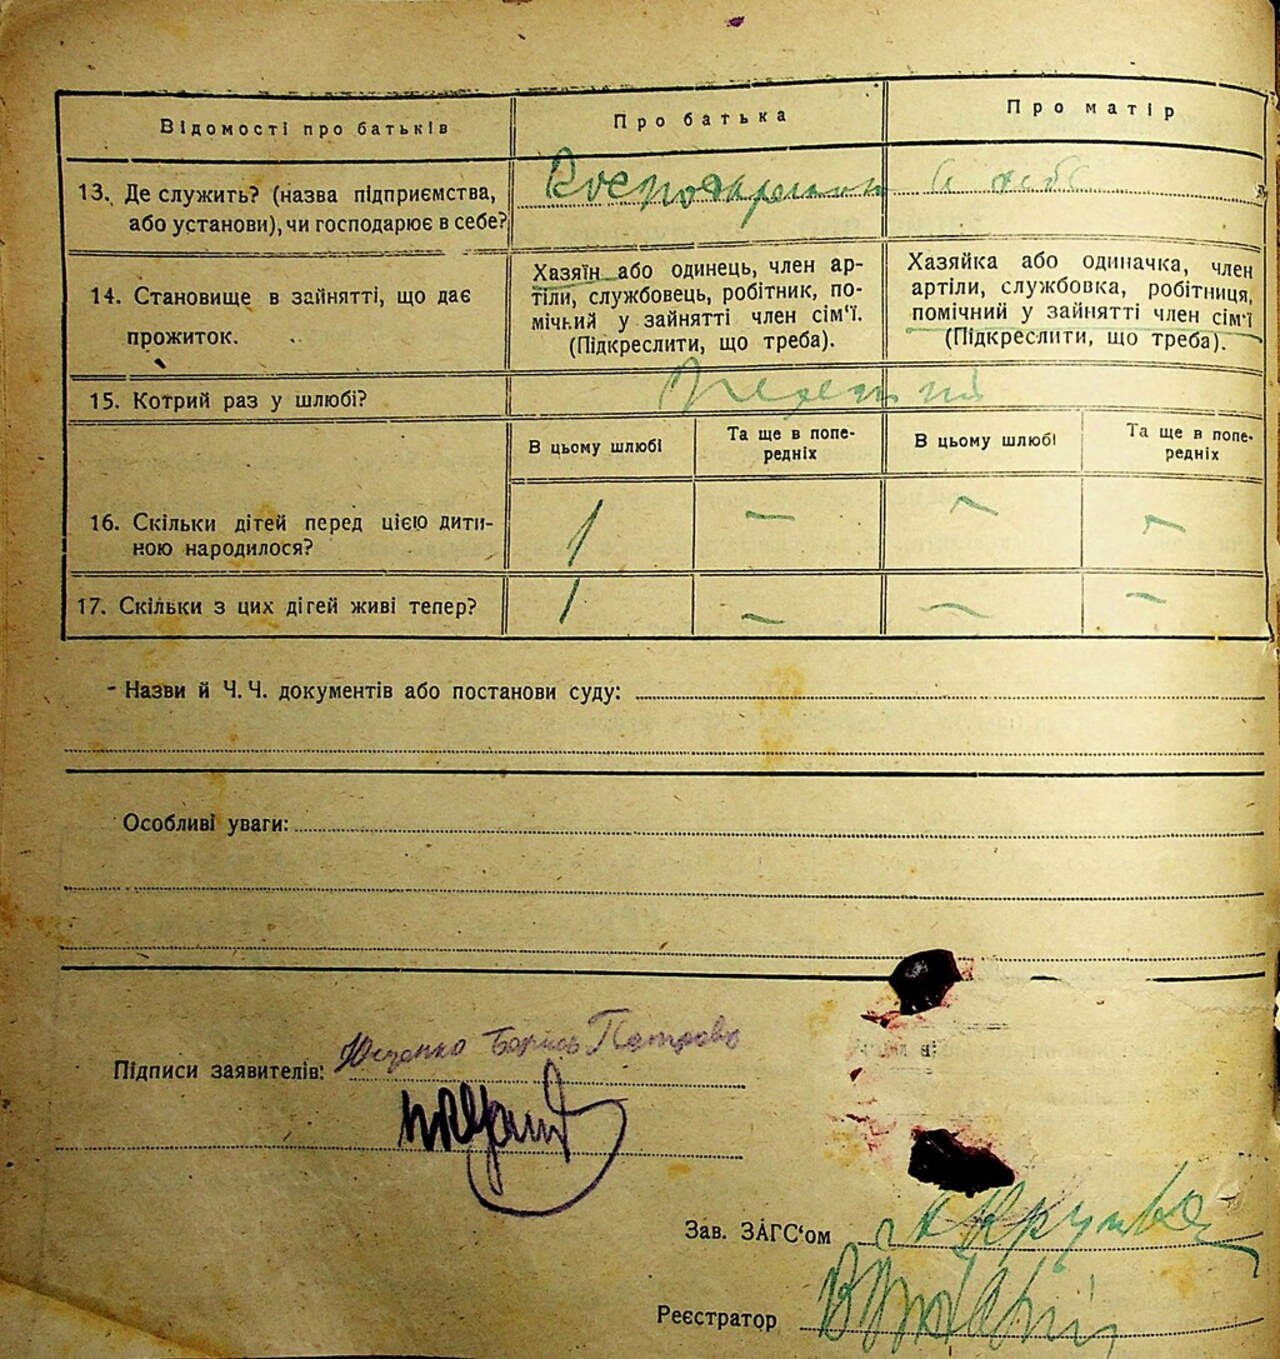 Відомості про батьків
Про батька
Про матір
13. Де служить? (назва підприємства,
або установи), чи господарює в себе?
в себе
14. Становище в зайнятті, що дає
прожиток.
Хазяїн або одинець, член ар-
тілі, службовець, робітник, по-
мічний у зайнятті член сім'ї.
(Підкреслити, що треба).
Хазяйка або одиначка, член
артіли, службовка, робітниця,
помічний у зайнятті член сім'ї
(Підкреслити, що треба).
15. Котрий раз у шлюбі?
В цьому шлюбі
Та ще в попе-
редніх
В цьому шлюбі
Та ще в попе-
редніх
16. Скільки дітей перед цією дити-
ною народилося?
1 – – –
17. Скільки з цих дітей живі тепер?
1 – – –
Назви й Ч.Ч. документів або постанови суду:
Особливі уваги:
Підписи заявителів: Ющенко Борис Петрови
Зав. ЗАГС'ом
Реєстратор